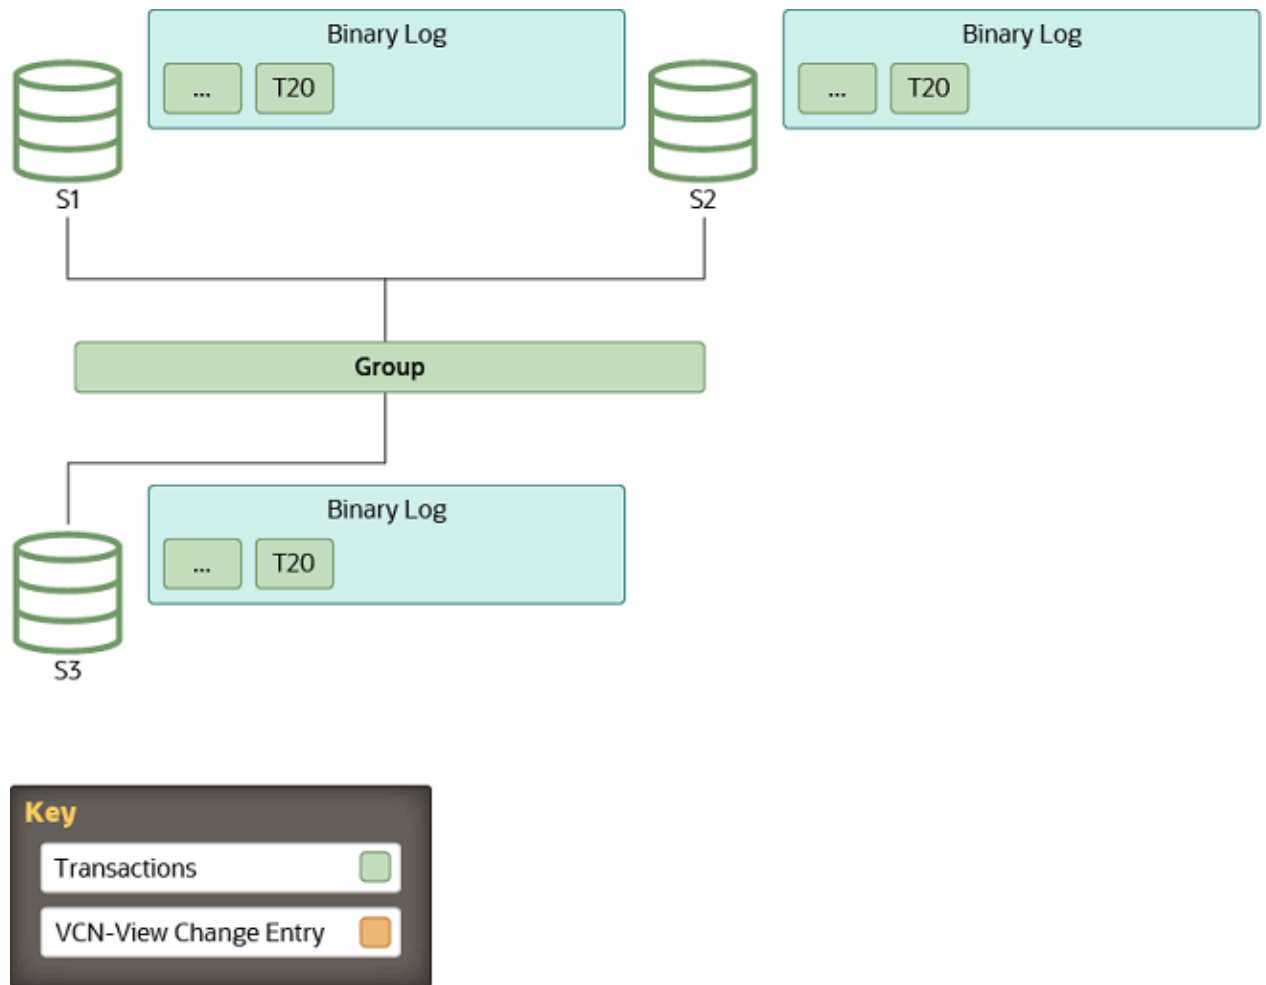 Binary Log
... T20
S1
Binary Log
... T20
S2
Group
Binary Log
... T20
S3
Key
Transactions
VCN-View Change Entry